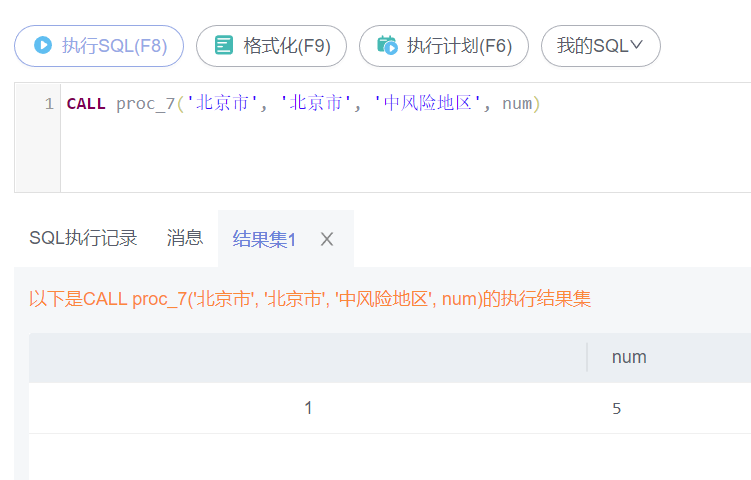 执行SQL(F8) 格式化(F9) 执行计划(F6) 我的SQL
1 CALL proc_7('北京市', '北京市', '中风险地区', num)
SQL执行记录 消息 结果集1
以下是CALL proc_7('北京市', '北京市', '中风险地区', num)的执行结果集
num
1 5